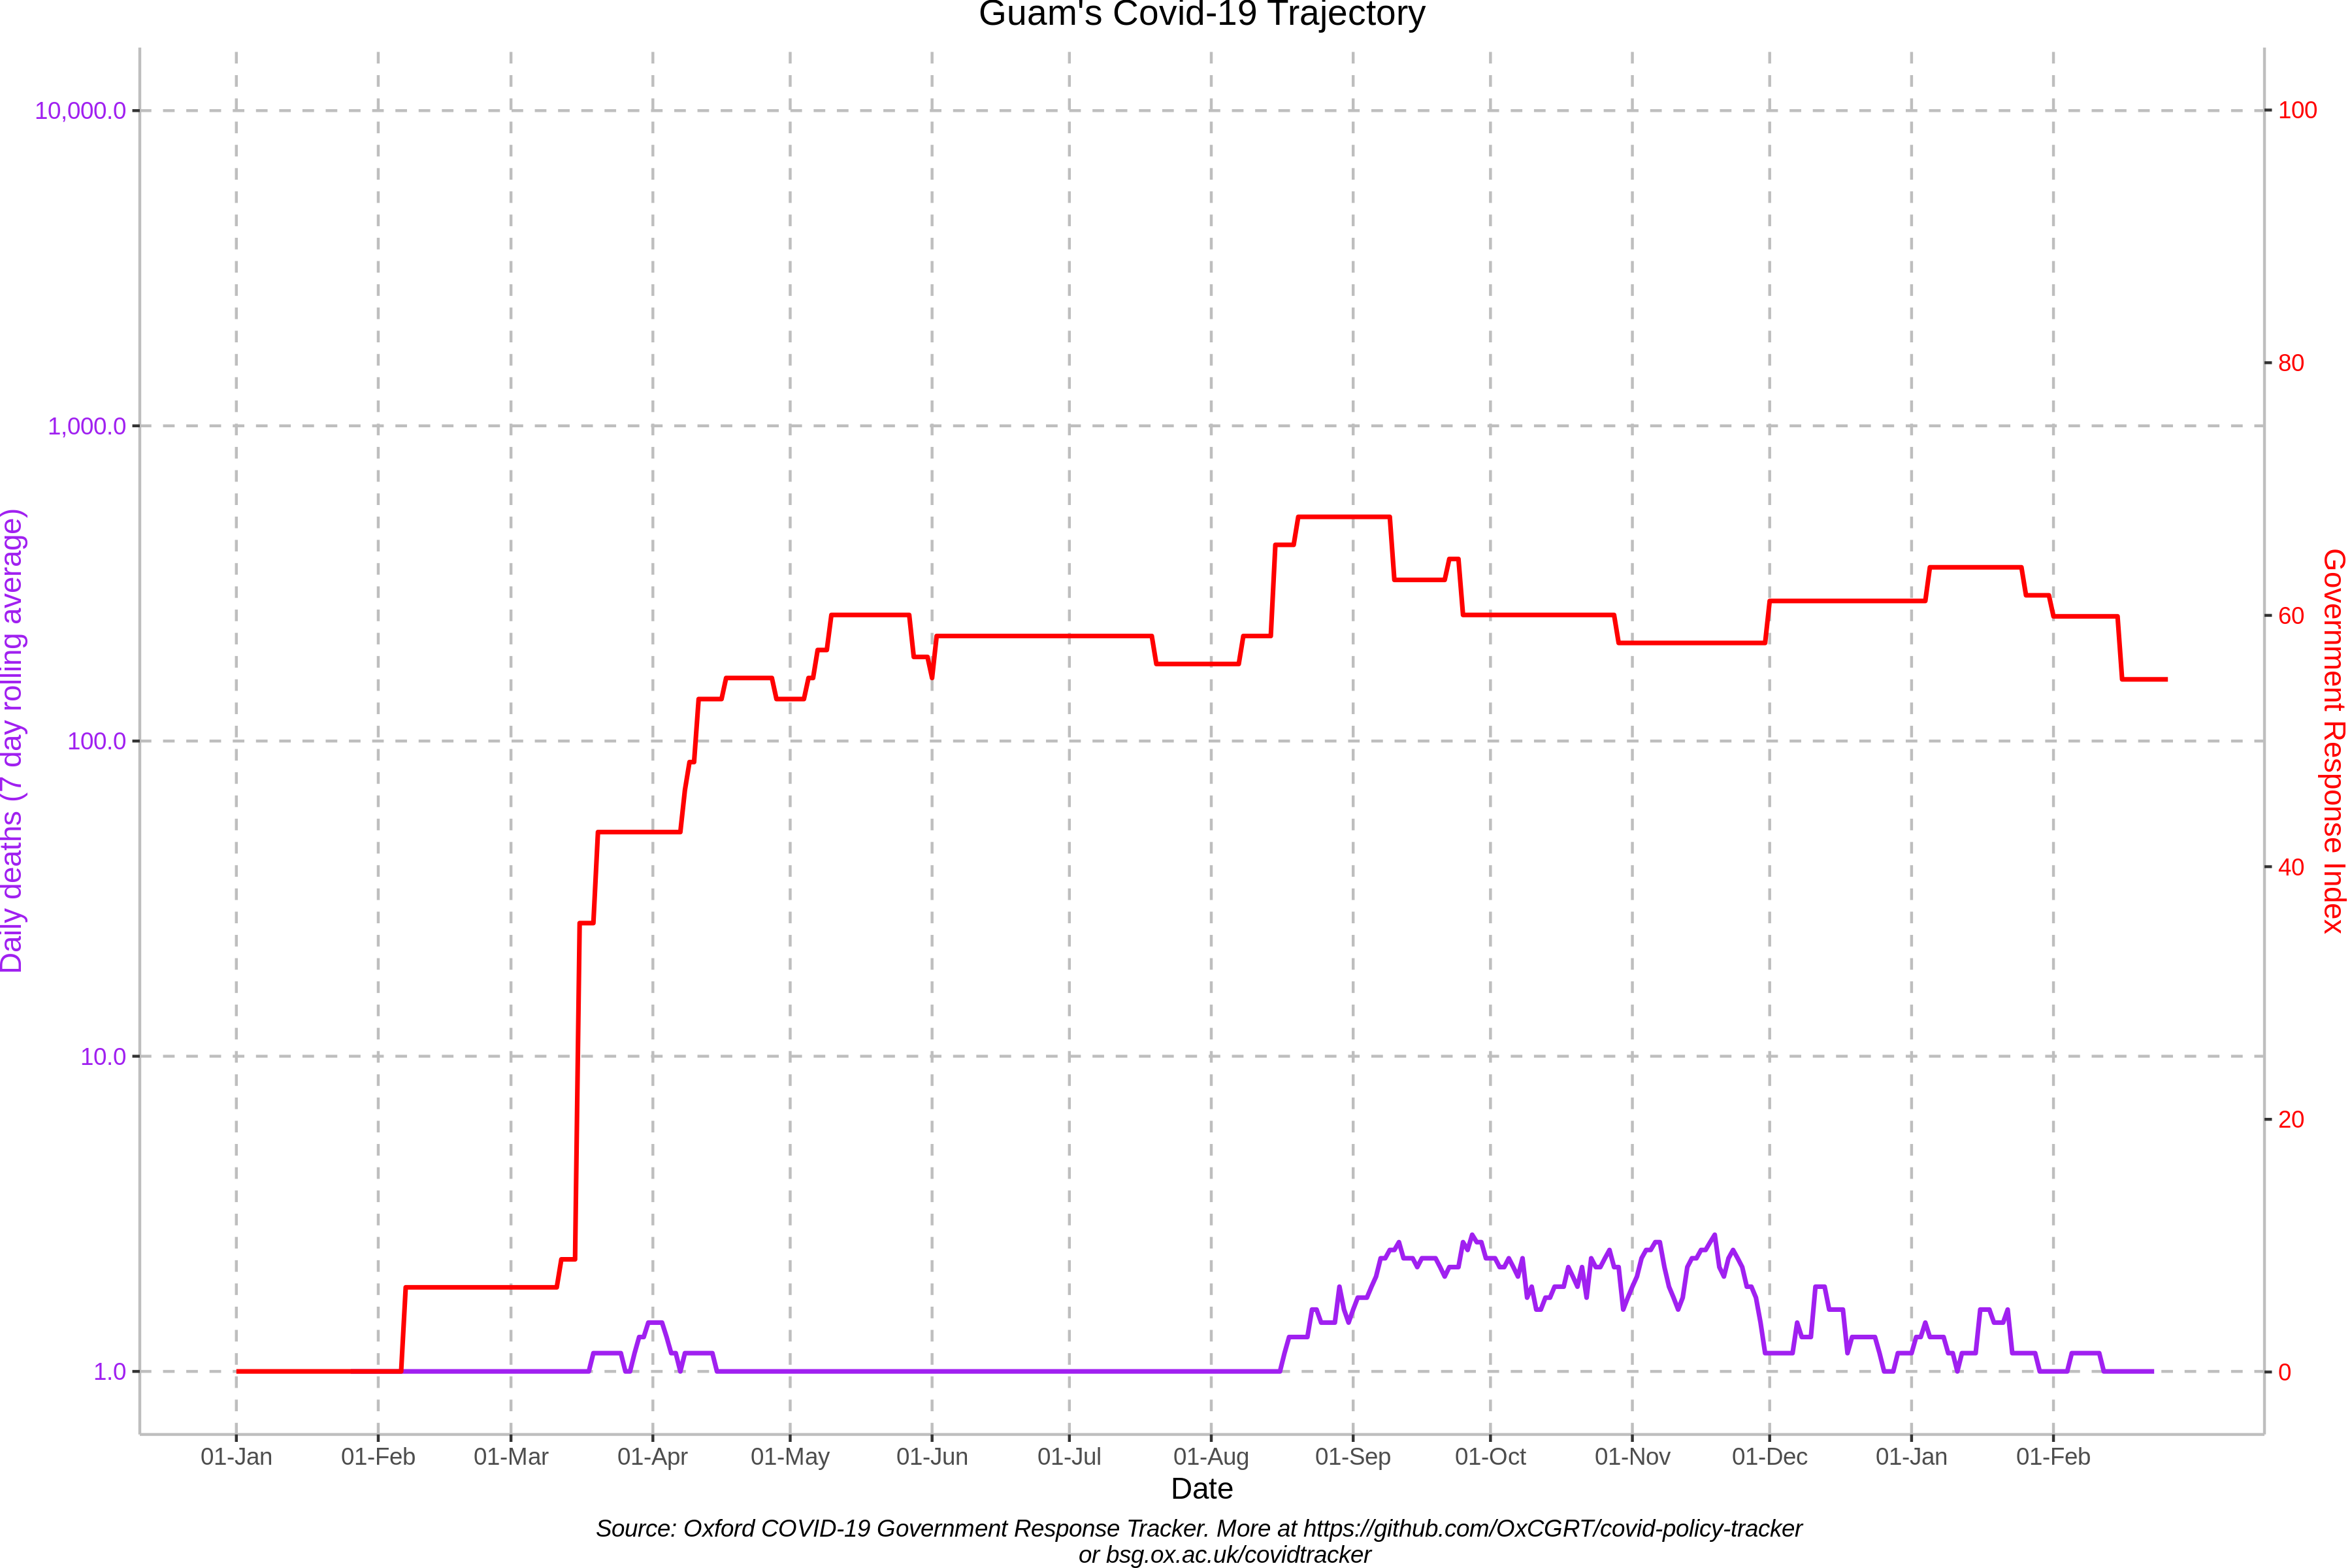 Guam's Covid-19 Trajectory
10,000.0
1,000.0
100.0
10.0
1.0
Daily deaths (7 day rolling average)
100
80
60
40
20
0
Government Response Index
01-Jan 01-Feb 01-Mar 01-Apr 01-May 01-Jun 01-Jul 01-Aug 01-Sep 01-Oct 01-Nov 01-Dec 01-Jan 01-Feb
Date
Source: Oxford COVID-19 Government Response Tracker. More at https://github.com/OxCGRT/covid-policy-tracker
or bsg.ox.ac.uk/covidtracker